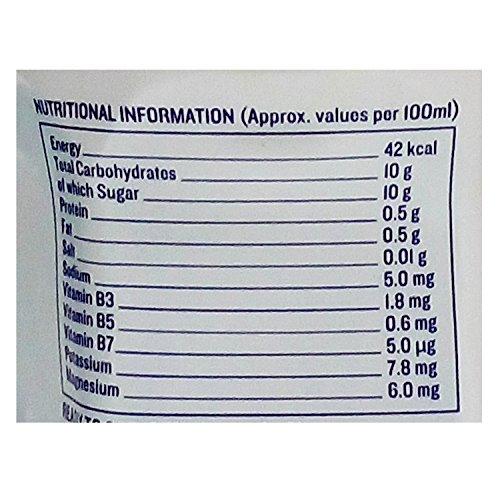 NUTRITIONAL INFORMATION (Approx. values per 100ml)
Energy 42 kcal
Total Carbohydrates 10 g
of which Sugar 10 g
Protein 0.5 g
Fat 0.5 g
Salt 0.01 g
Sodium 5.0 mg
Vitamin B3 1.8 mg
Vitamin B5 0.6 mg
Vitamin B7 5.0 µg
Potassium 7.8 mg
Magnesium 6.0 mg
READY TO